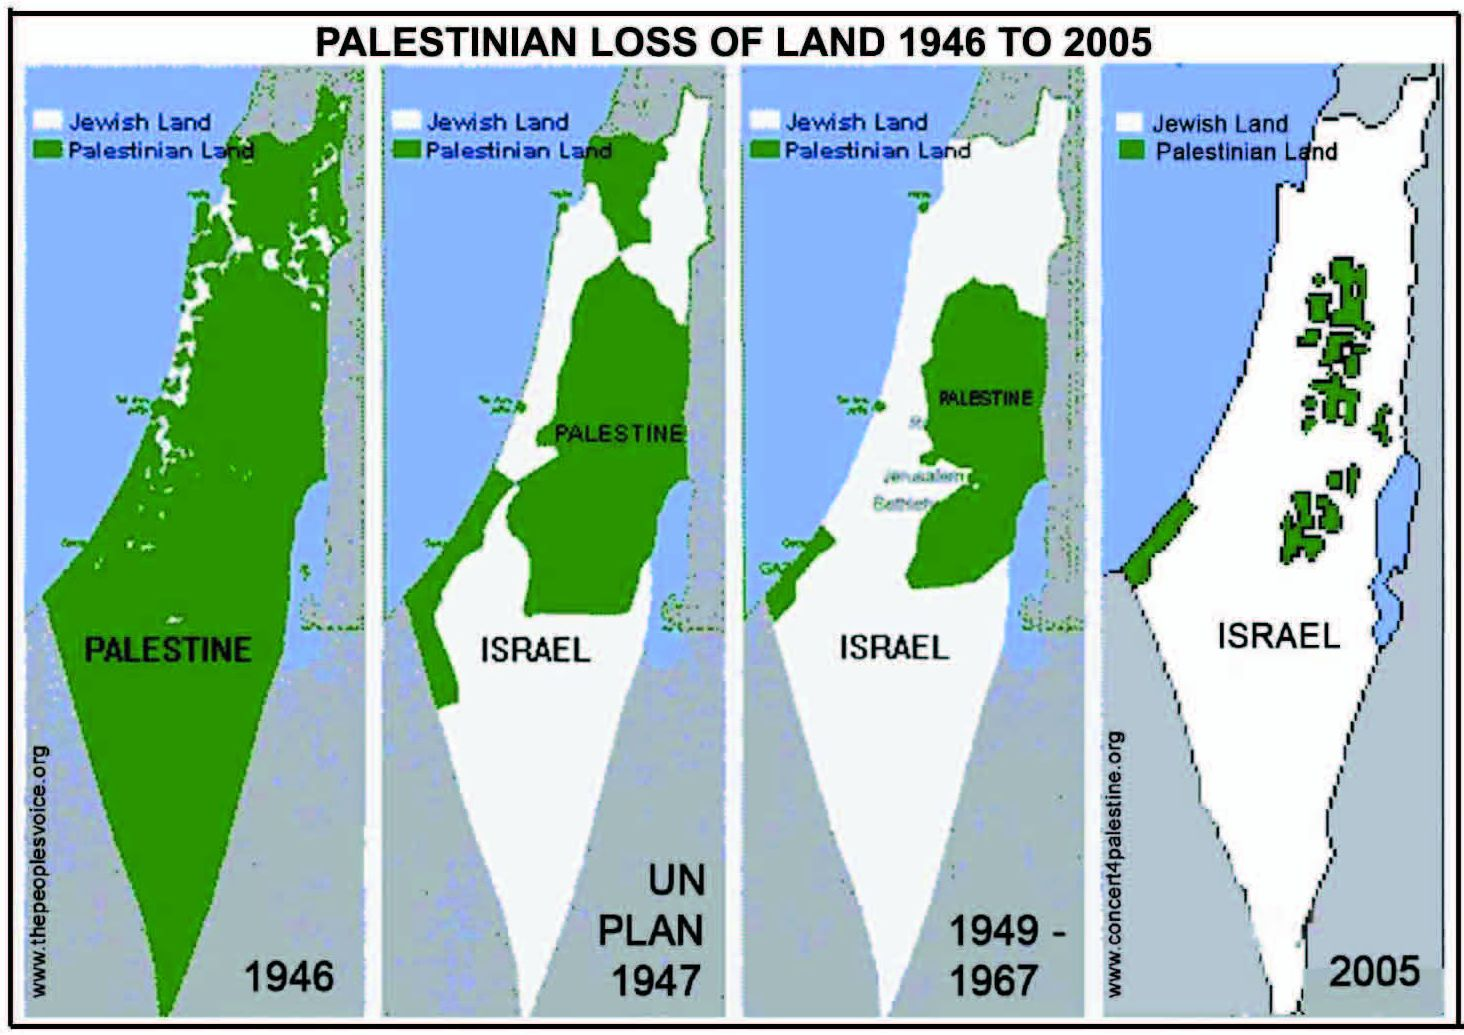 PALESTINIAN LOSS OF LAND 1946 TO 2005
Jewish Land
Palestinian Land
PALESTINE
1946
www.thepeoplesvoice.org
Jewish Land
Palestinian Land
PALESTINE
ISRAEL
UN
PLAN
1947
Jewish Land
Palestinian Land
PALESTINE
Jerusalem
ISRAEL
1949 -
1967
Jewish Land
Palestinian Land
ISRAEL
www.concert4palestine.org
2005